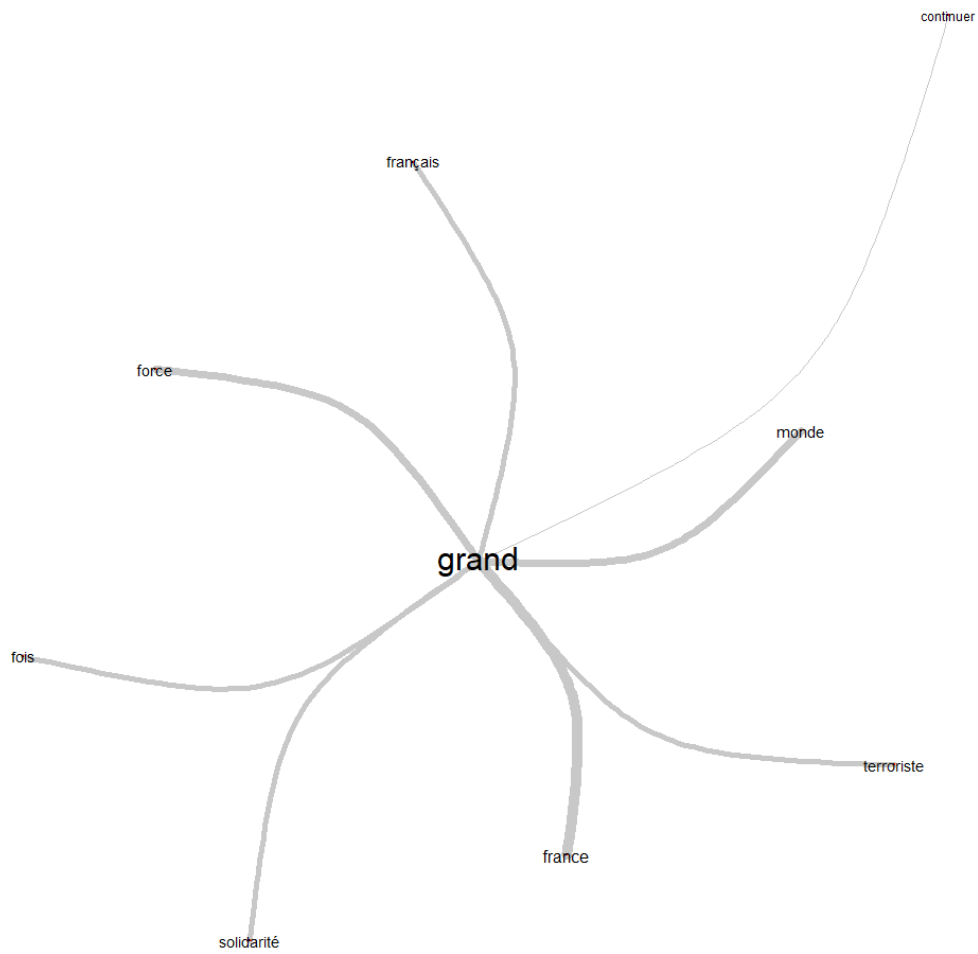 continuer
français
force
monde
grand
fois
terroriste
france
solidarité